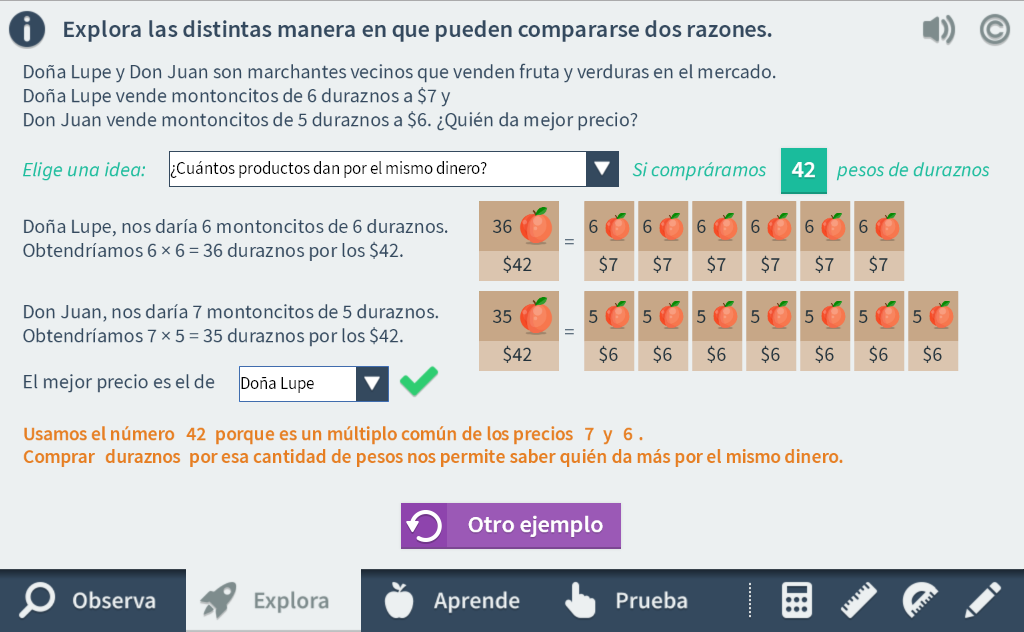 Explora las distintas manera en que pueden compararse dos razones.
Doña Lupe y Don Juan son marchantes vecinos que venden fruta y verduras en el mercado.
Doña Lupe vende montoncitos de 6 duraznos a $7 y
Don Juan vende montoncitos de 5 duraznos a $6. ¿Quién da mejor precio?
Elige una idea: ¿Cuántos productos dan por el mismo dinero? Si compráramos 42 pesos de duraznos
Doña Lupe, nos daría 6 montoncitos de 6 duraznos.
Obtendríamos 6 × 6 = 36 duraznos por los $42.
36 = 6 6 6 6 6 6
$42 $7 $7 $7 $7 $7 $7
Don Juan, nos daría 7 montoncitos de 5 duraznos.
Obtendríamos 7 × 5 = 35 duraznos por los $42.
35 = 5 5 5 5 5 5 5
$42 $6 $6 $6 $6 $6 $6 $6
El mejor precio es el de Doña Lupe
Usamos el número 42 porque es un múltiplo común de los precios 7 y 6 .
Comprar duraznos por esa cantidad de pesos nos permite saber quién da más por el mismo dinero.
Otro ejemplo
Observa Explora Aprende Prueba